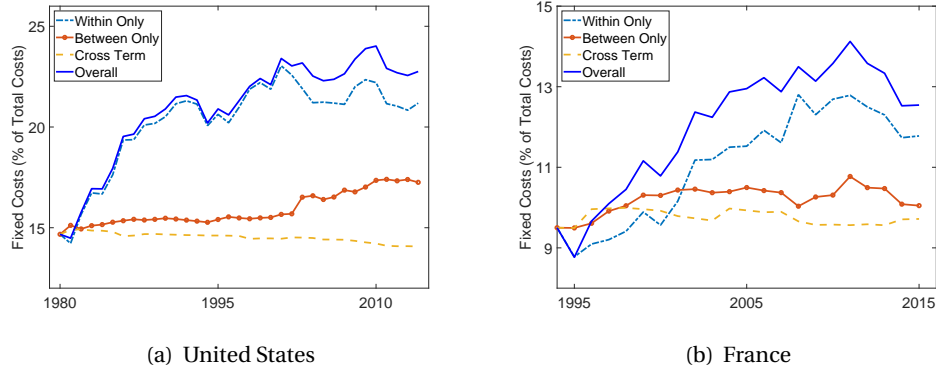 Fixed Costs (% of Total Costs)
25
20
15
1980
1995
2010
Within Only
Between Only
Cross Term
Overall
(a) United States
Fixed Costs (% of Total Costs)
15
13
11
9
1995
2005
2015
Within Only
Between Only
Cross Term
Overall
(b) France